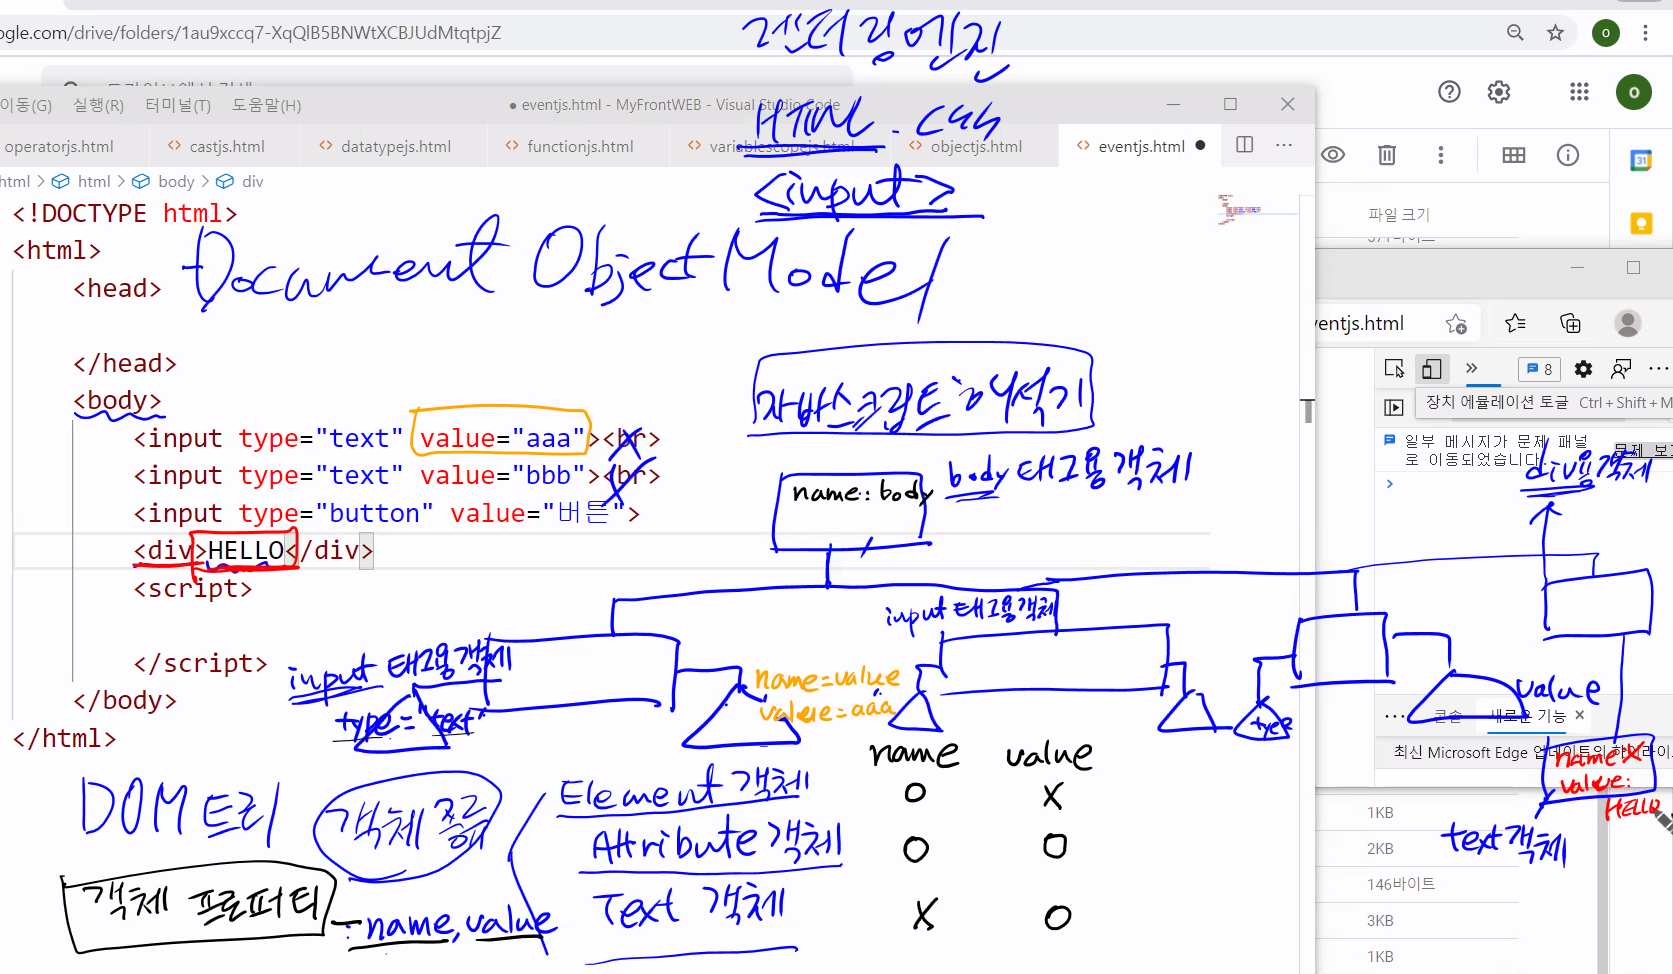 ogle.com/drive/folders/1au9xccq7-XqQlB5BNWtXCBJUdMtqtpjZ
렌더링엔진
이동(G) 실행(R) 터미널(T) 도움말(H)
● eventjs.html - MyFrontWEB - Visual Studio Code
HTML . CSS
operatorjs.html
castjs.html
datatypejs.html
functionjs.html
variablescopejs.html
objectjs.html
eventjs.html
html > html > body > div
<input>
<!DOCTYPE html>
<html>
Document Object Model
<head>
</head>
<body>
<input type="text" value="aaa"><br>
<input type="text" value="bbb"><br>
<input type="button" value="버튼">
<div>HELLO</div>
<script>
</script>
</body>
</html>
자바스크립트 해석기
body 태그용 객체
name: body
input 태그용객체
input 태그용객체
type="text"
name=value
value=aaa
type
value
div용 객체
name X
value:
HELLO
text객체
DOM 트리
객체 종류
Element 객체
Attribute 객체
Text 객체
name value
O X
O O
X O
객체 프로퍼티
- name, value
파일 크기
ventjs.html
8
장치 에뮬레이션 토글 Ctrl + Shift + M
일부 메시지가 문제 패널
로 이동되었습니다.
문제 보
콘솔
새로운 기능
최신 Microsoft Edge 업데이트의 하이라이
1KB
2KB
146바이트
3KB
1KB
31
o
o